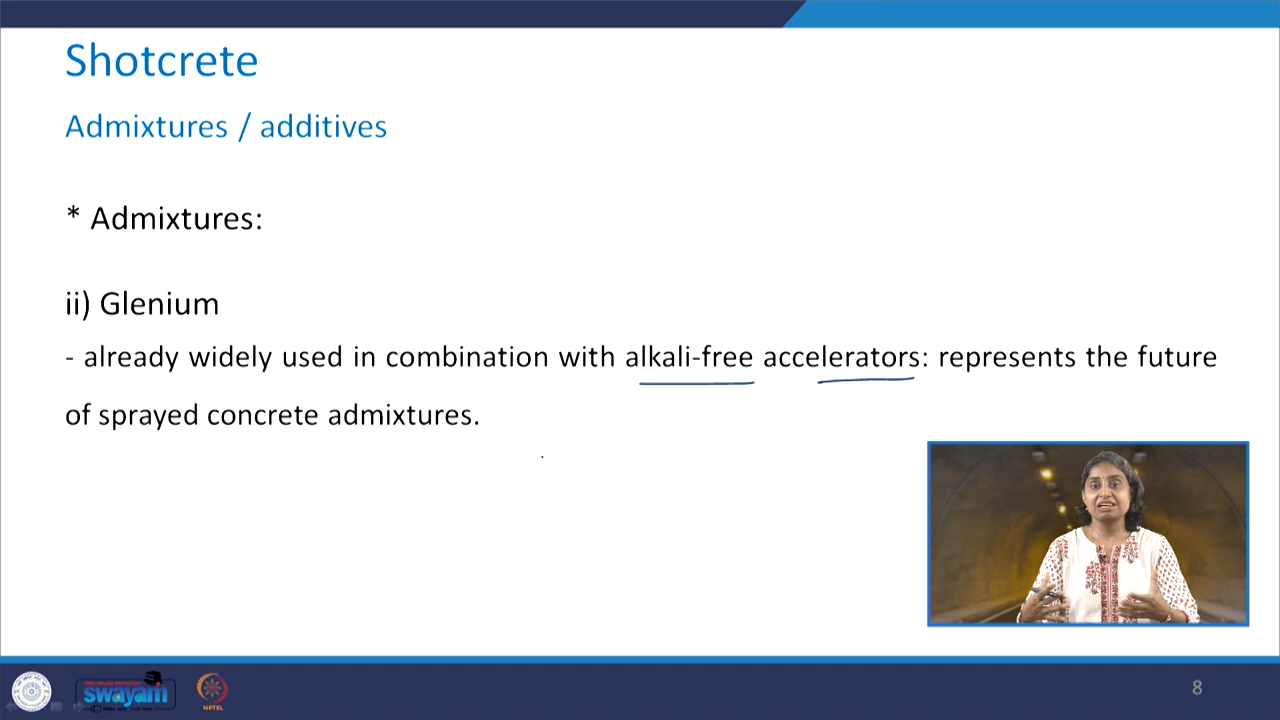 Shotcrete
Admixtures / additives
* Admixtures:
ii) Glenium
- already widely used in combination with alkali-free accelerators: represents the future
of sprayed concrete admixtures.
swayam
NPTEL
8